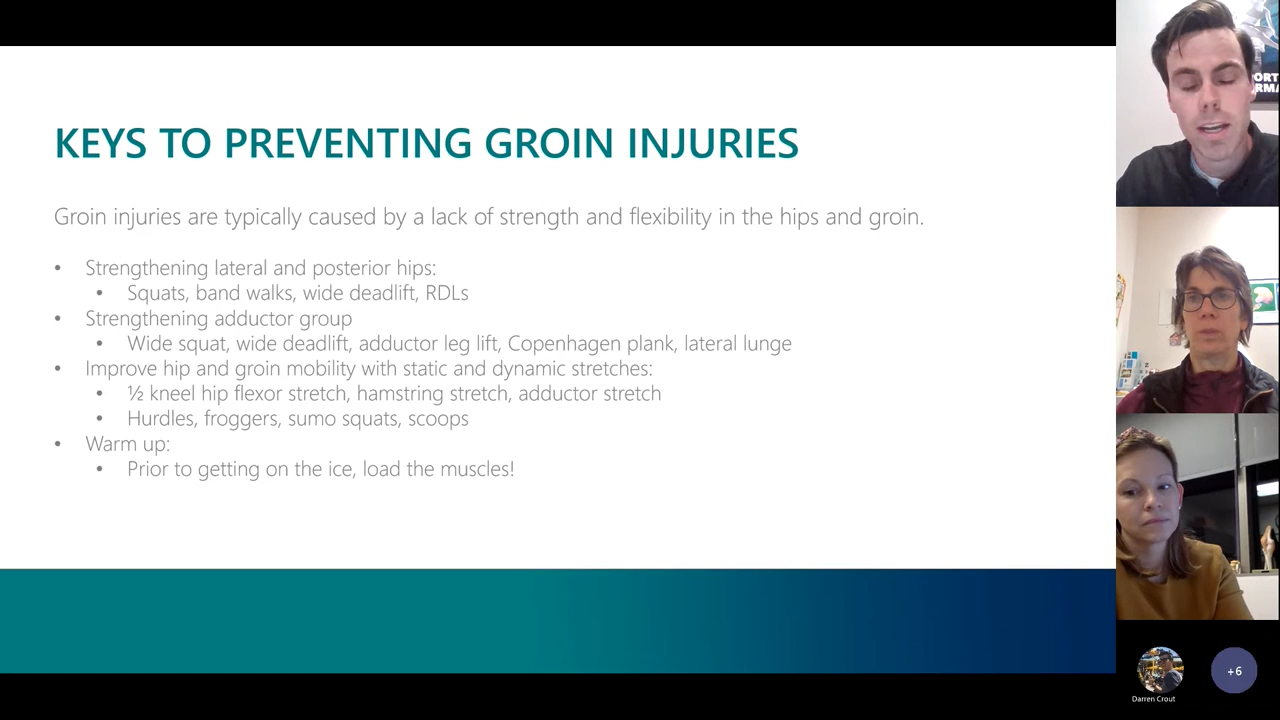 KEYS TO PREVENTING GROIN INJURIES
Groin injuries are typically caused by a lack of strength and flexibility in the hips and groin.
• Strengthening lateral and posterior hips:
• Squats, band walks, wide deadlift, RDLs
• Strengthening adductor group
• Wide squat, wide deadlift, adductor leg lift, Copenhagen plank, lateral lunge
• Improve hip and groin mobility with static and dynamic stretches:
• ½ kneel hip flexor stretch, hamstring stretch, adductor stretch
• Hurdles, froggers, sumo squats, scoops
• Warm up:
• Prior to getting on the ice, load the muscles!
+6
Darren Crout